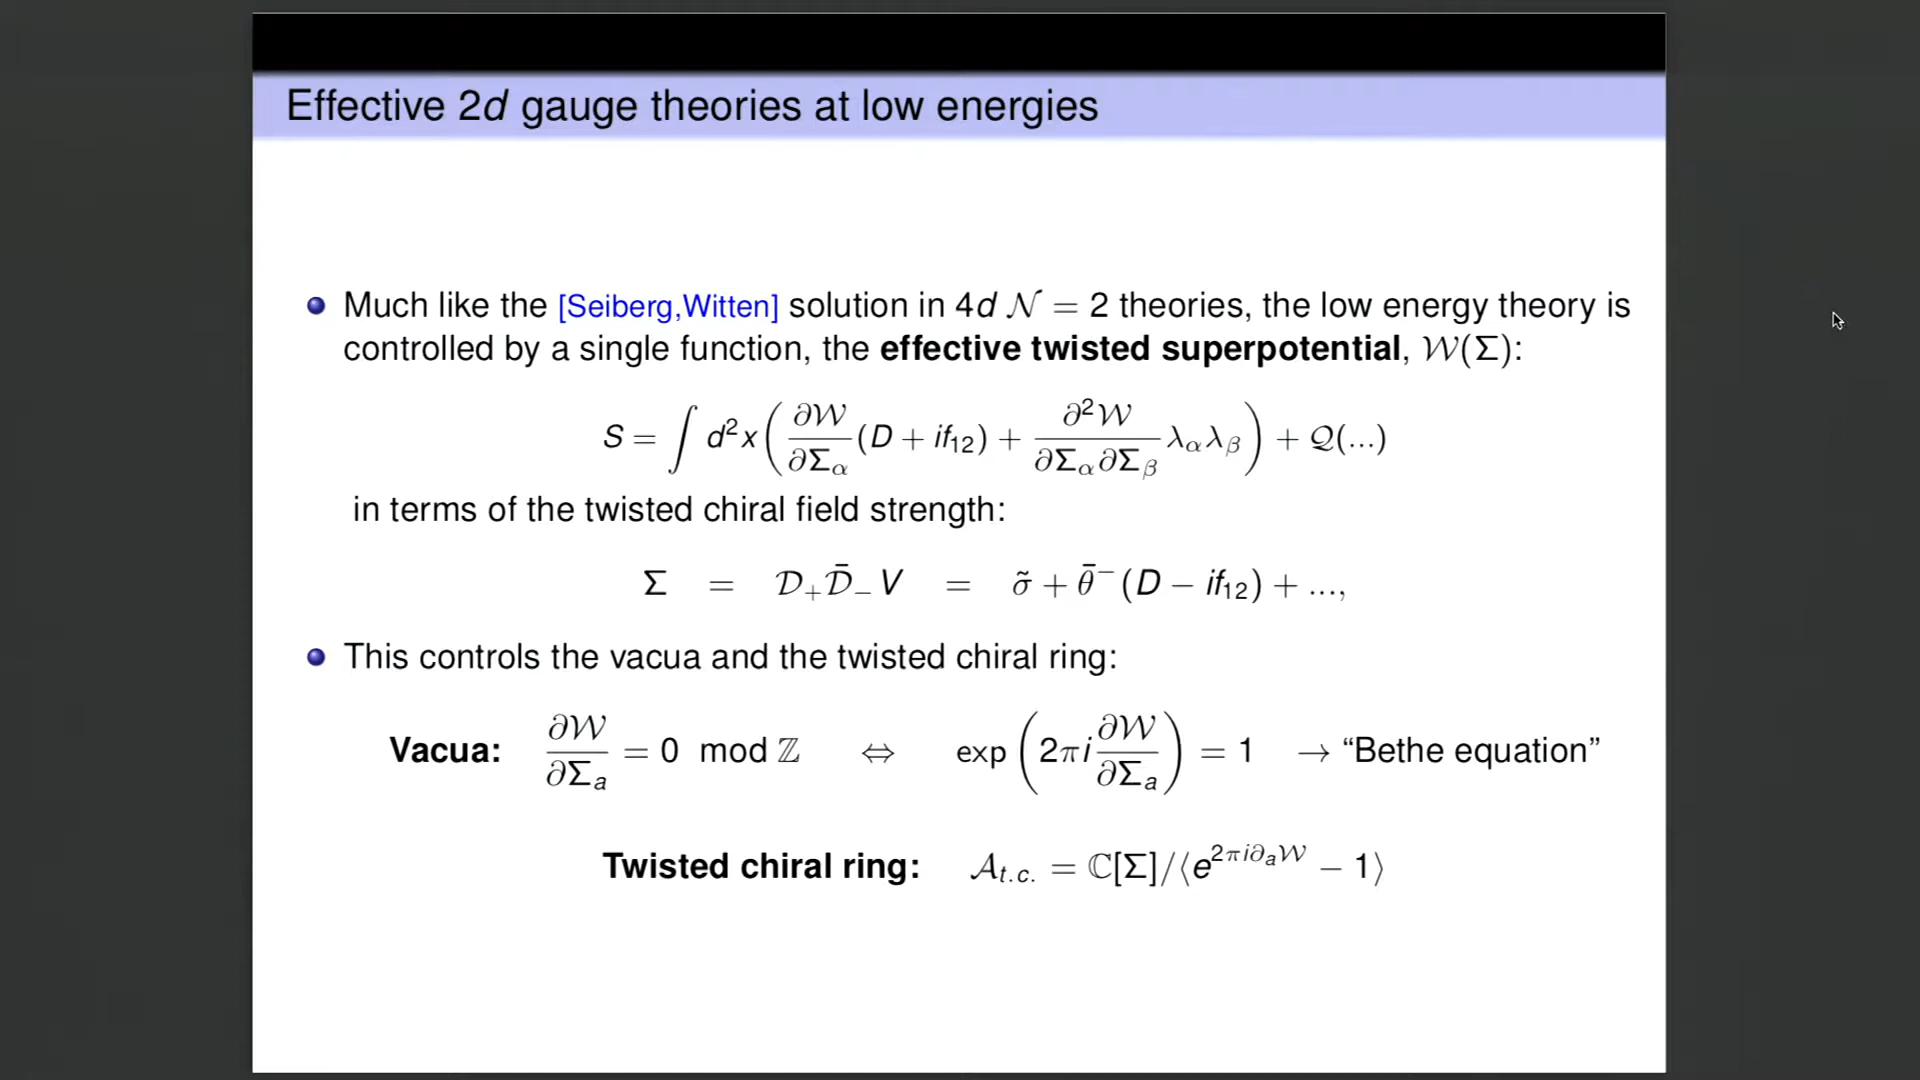 Effective 2d gauge theories at low energies
Much like the [Seiberg,Witten] solution in 4d 𝒩 = 2 theories, the low energy theory is
controlled by a single function, the effective twisted superpotential, 𝒲(Σ):
S = ∫ d²x ( ∂𝒲/∂Σ_α (D + if₁₂) + ∂²𝒲/∂Σ_α∂Σ_β λ_αλ_β ) + 𝒬(...)
in terms of the twisted chiral field strength:
Σ = 𝒟₊𝒟̄₋V = σ̃ + θ̄⁻(D − if₁₂) + ...,
This controls the vacua and the twisted chiral ring:
Vacua: ∂𝒲/∂Σ_a = 0 mod ℤ ⇔ exp ( 2πi ∂𝒲/∂Σ_a ) = 1 → “Bethe equation”
Twisted chiral ring: 𝒜_{t.c.} = ℂ[Σ]/⟨e^{2πi∂_a𝒲} − 1⟩